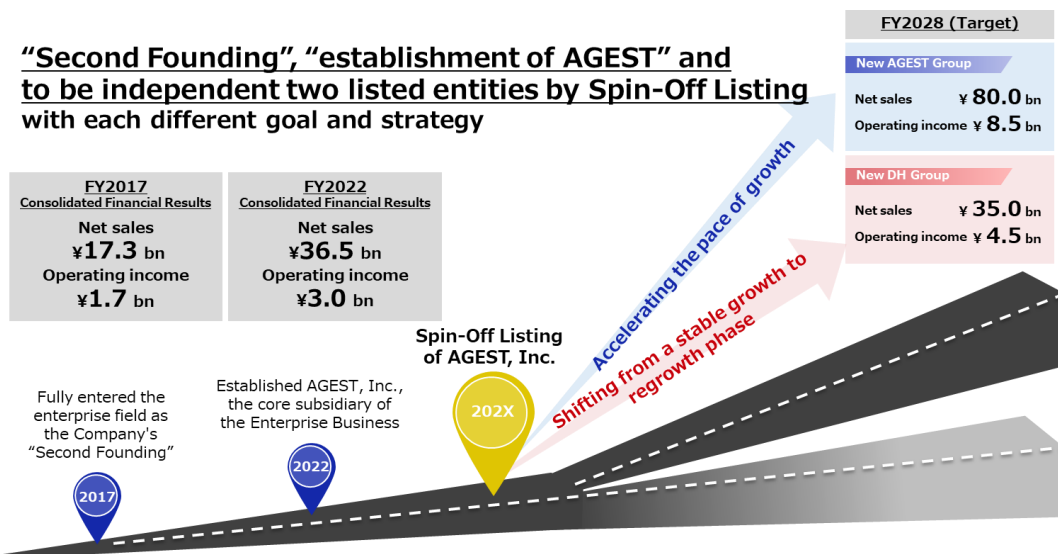 “Second Founding”, “establishment of AGEST” and
to be independent two listed entities by Spin-Off Listing
with each different goal and strategy
FY2017
Consolidated Financial Results
Net sales
¥17.3 bn
Operating income
¥1.7 bn
FY2022
Consolidated Financial Results
Net sales
¥36.5 bn
Operating income
¥3.0 bn
FY2028 (Target)
New AGEST Group
Net sales ¥ 80.0 bn
Operating income ¥ 8.5 bn
New DH Group
Net sales ¥ 35.0 bn
Operating income ¥ 4.5 bn
Accelerating the pace of growth
Shifting from a stable growth to
regrowth phase
Spin-Off Listing
of AGEST, Inc.
202X
Established AGEST, Inc.,
the core subsidiary of
the Enterprise Business
2022
Fully entered the
enterprise field as
the Company's
“Second Founding”
2017